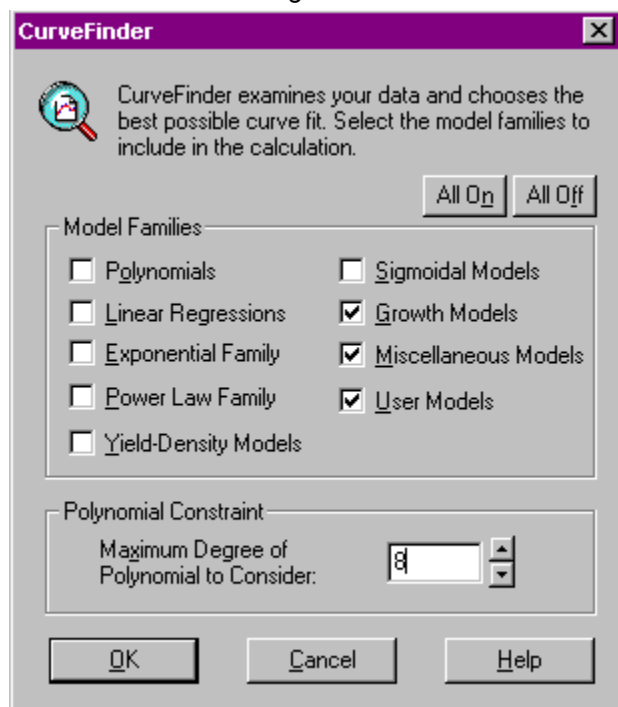 CurveFinder
CurveFinder examines your data and chooses the
best possible curve fit. Select the model families to
include in the calculation.
All On All Off
Model Families
Polynomials
Linear Regressions
Exponential Family
Power Law Family
Yield-Density Models
Sigmoidal Models
Growth Models
Miscellaneous Models
User Models
Polynomial Constraint
Maximum Degree of
Polynomial to Consider:
8
OK Cancel Help